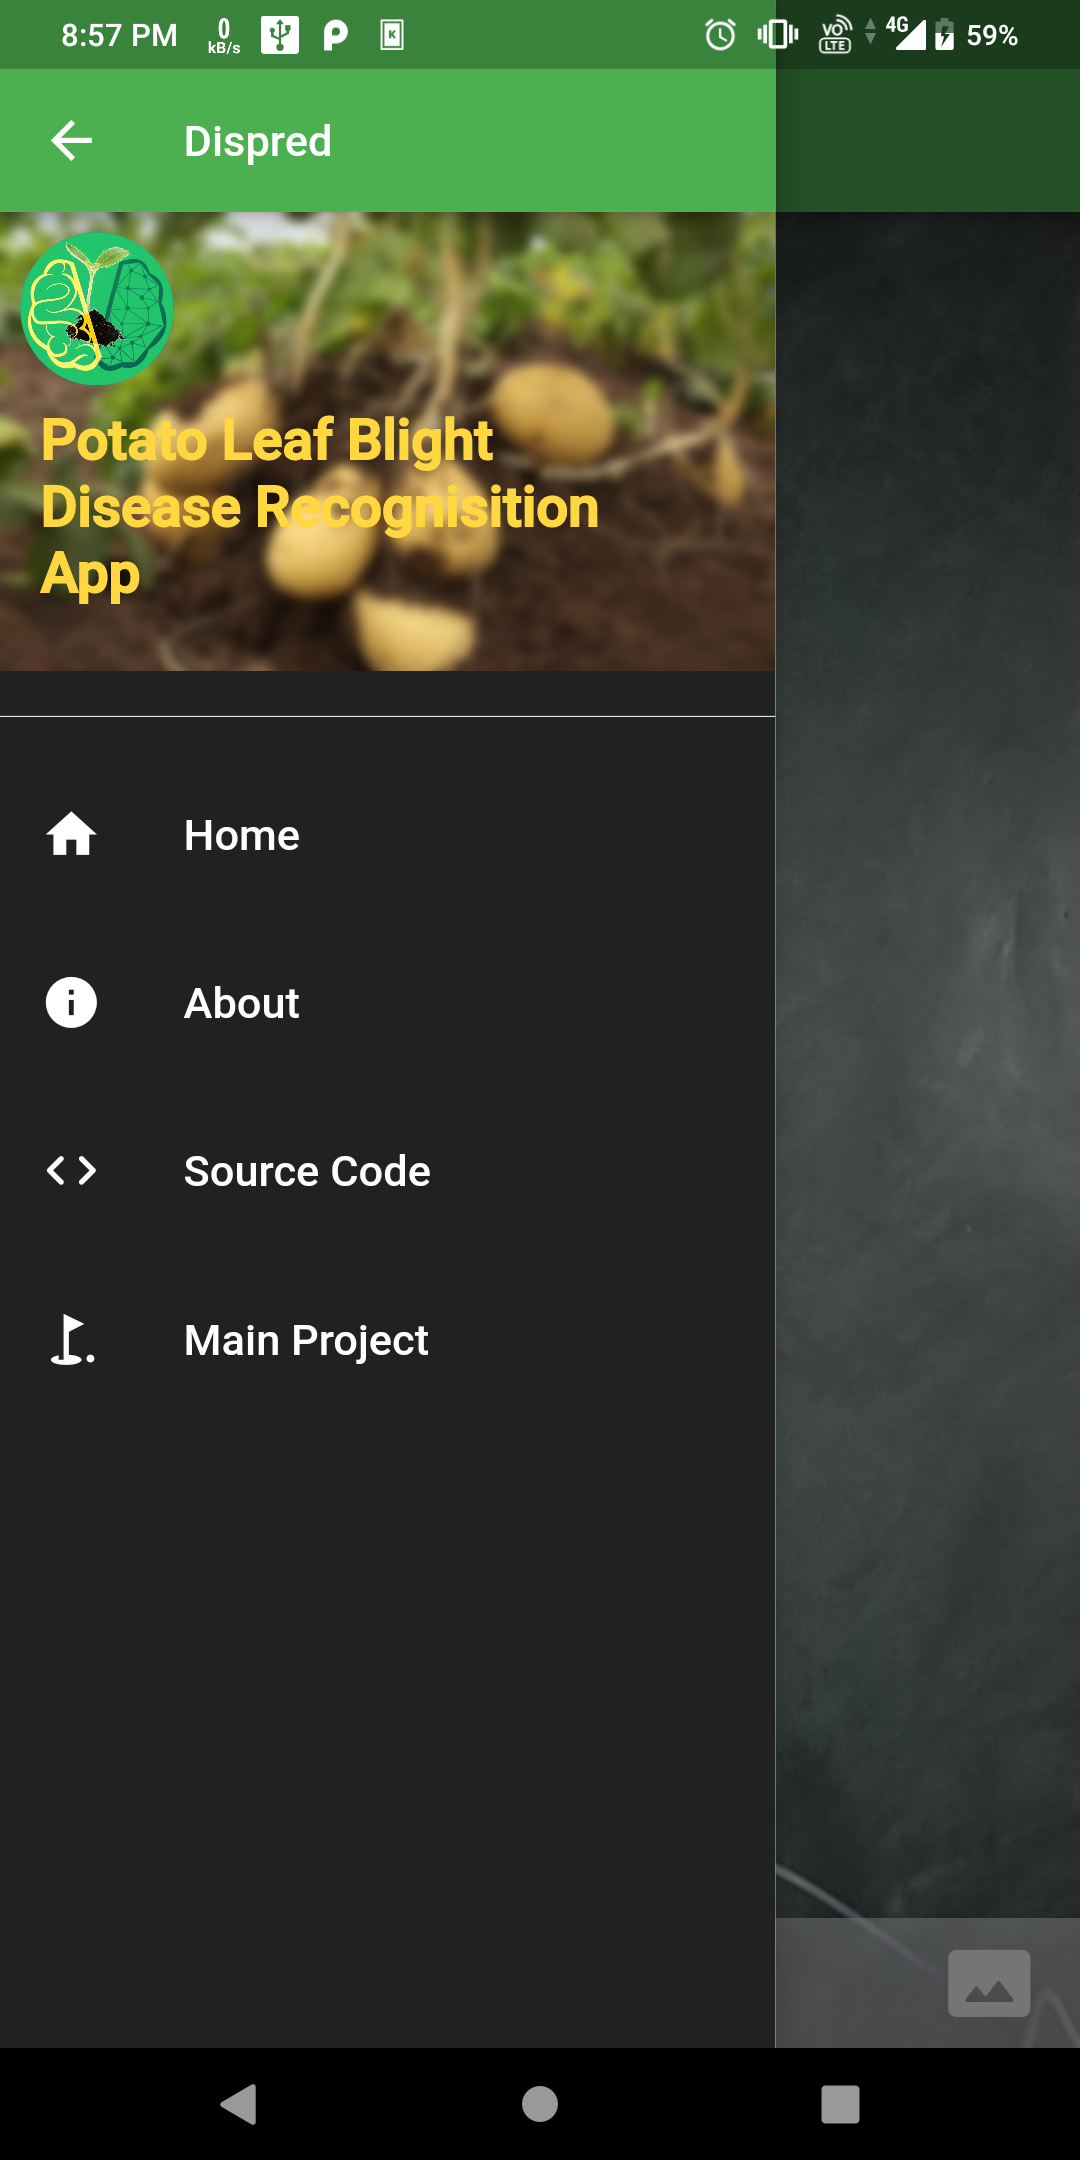 8:57 PM 0 kB/s K VO LTE 4G 59%
Dispred
Potato Leaf Blight
Disease Recognisition
App
Home
About
Source Code
Main Project